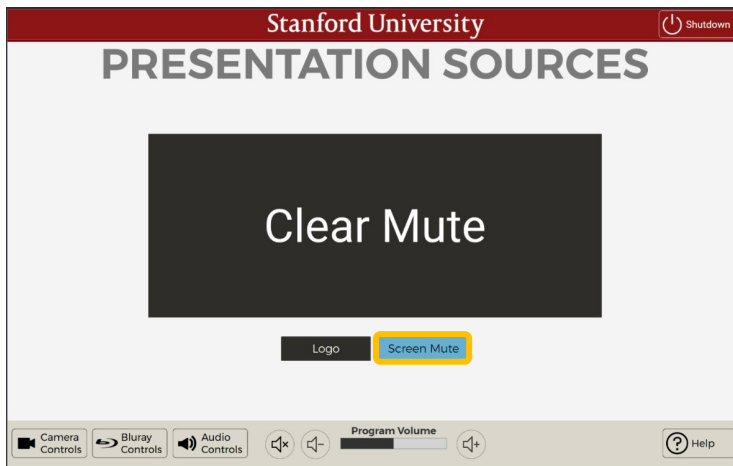 Stanford University
Shutdown
PRESENTATION SOURCES
Clear Mute
Logo
Screen Mute
Camera
Controls
Bluray
Controls
Audio
Controls
Program Volume
Help